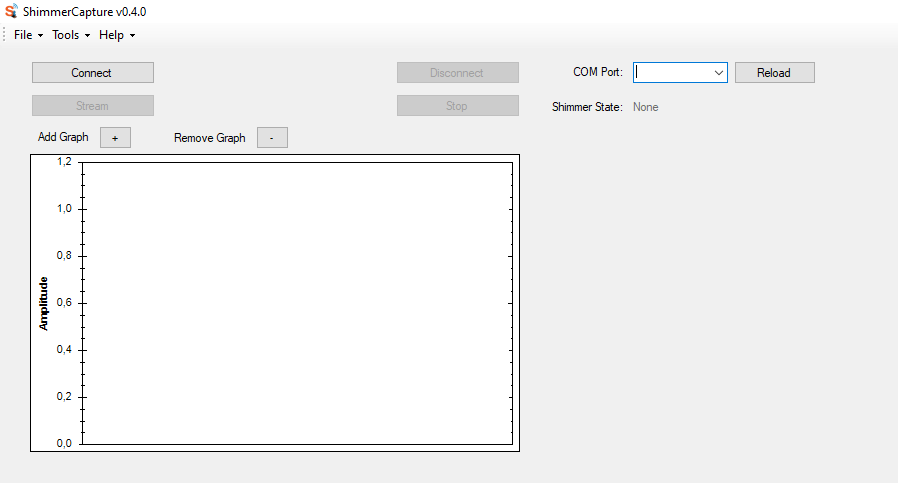 ShimmerCapture v0.4.0
File Tools Help
Connect Disconnect COM Port: Reload
Stream Stop Shimmer State: None
Add Graph + Remove Graph -
1,2
1,0
0,8
0,6
0,4
0,2
0,0
Amplitude